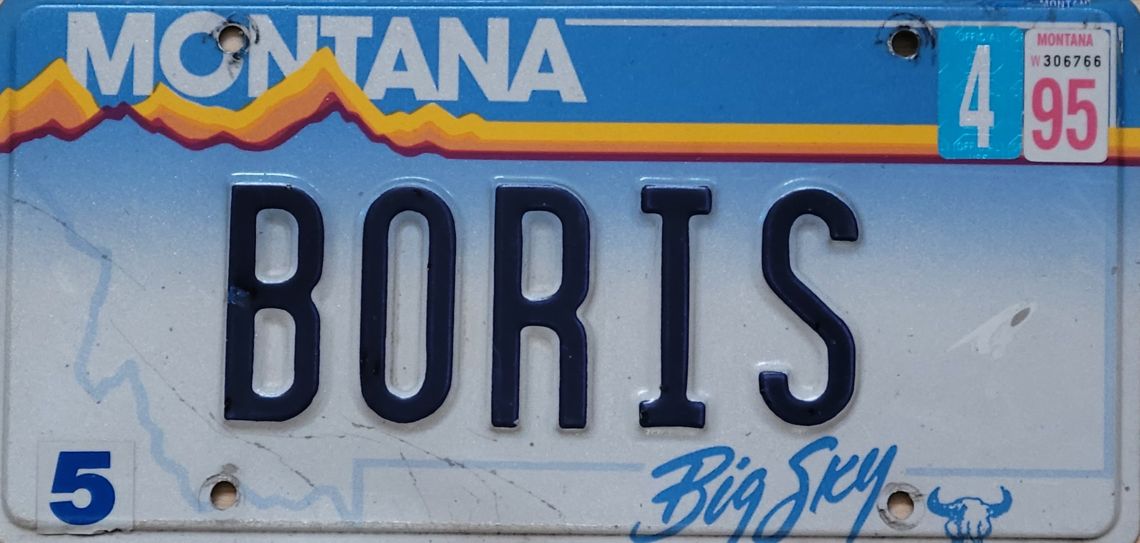 MONTANA
4
MONTANA
W306766
95
BORIS
5
Big Sky